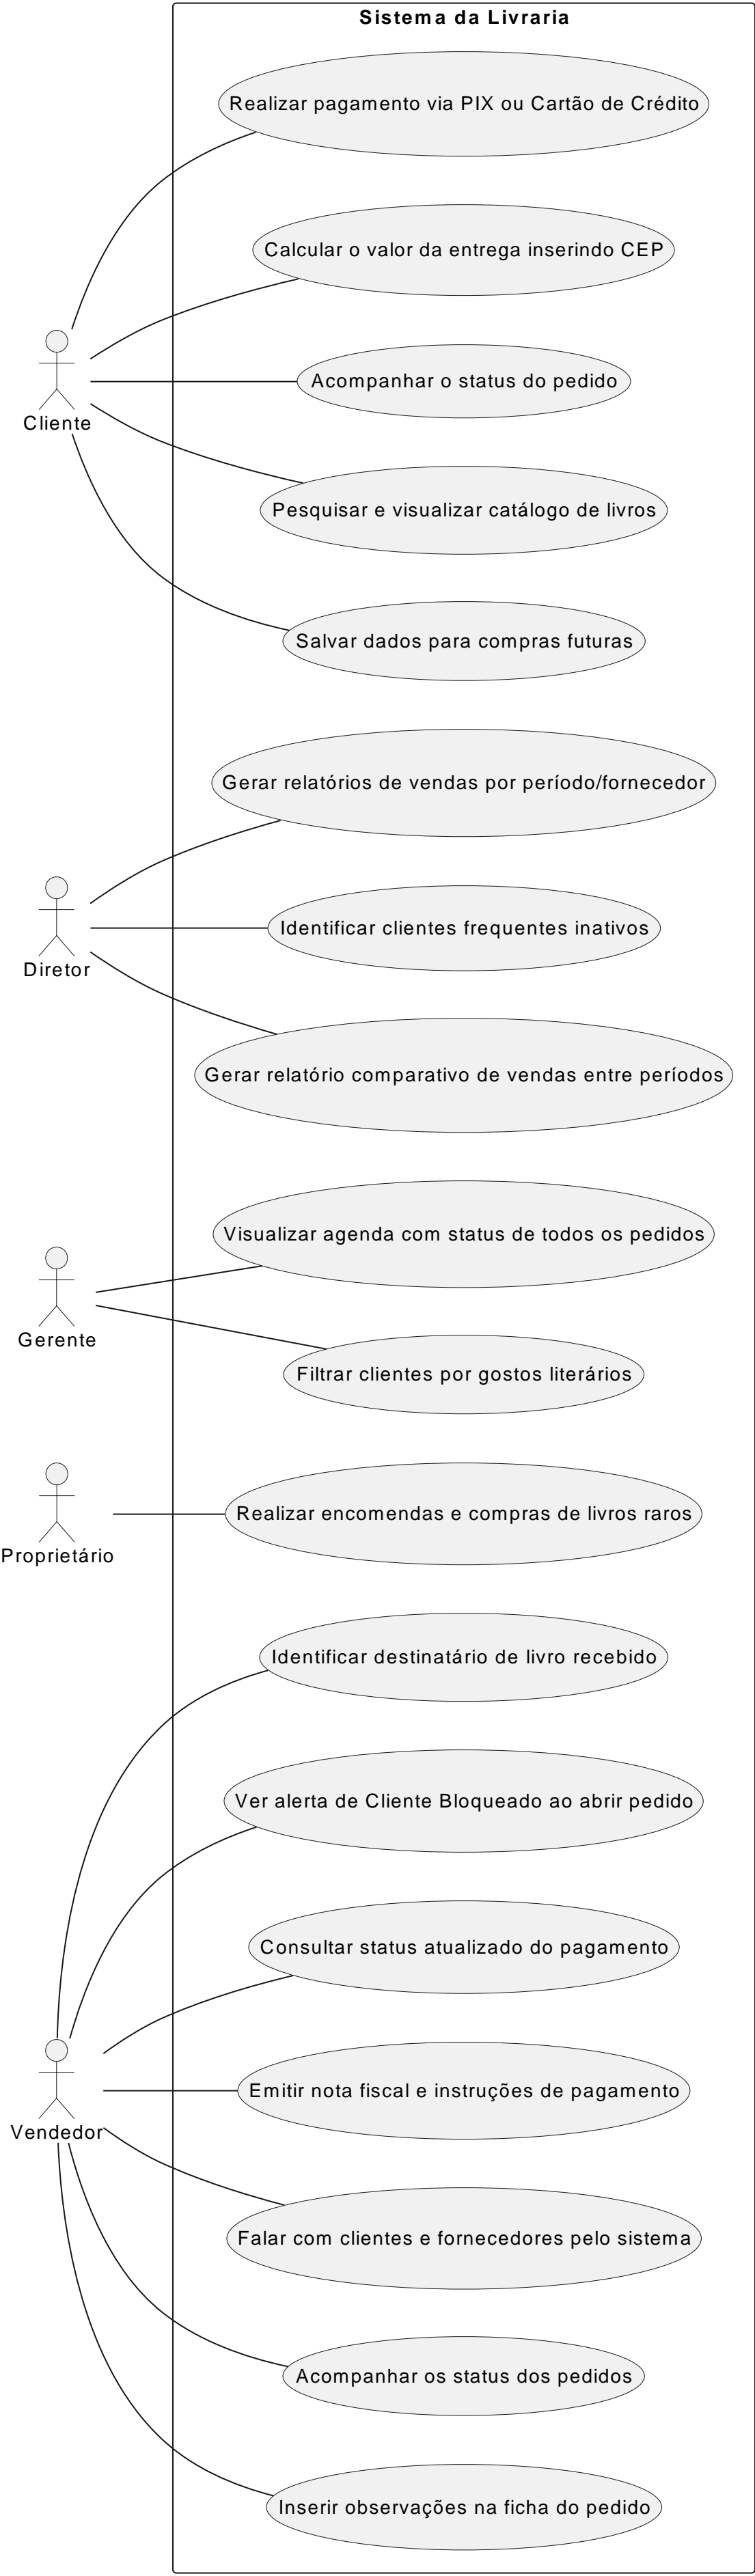 Sistema da Livraria
Realizar pagamento via PIX ou Cartão de Crédito
Calcular o valor da entrega inserindo CEP
Acompanhar o status do pedido
Cliente
Pesquisar e visualizar catálogo de livros
Salvar dados para compras futuras
Gerar relatórios de vendas por período/fornecedor
Identificar clientes frequentes inativos
Diretor
Gerar relatório comparativo de vendas entre períodos
Visualizar agenda com status de todos os pedidos
Gerente
Filtrar clientes por gostos literários
Realizar encomendas e compras de livros raros
Proprietário
Identificar destinatário de livro recebido
Ver alerta de Cliente Bloqueado ao abrir pedido
Consultar status atualizado do pagamento
Emitir nota fiscal e instruções de pagamento
Vendedor
Falar com clientes e fornecedores pelo sistema
Acompanhar os status dos pedidos
Inserir observações na ficha do pedido